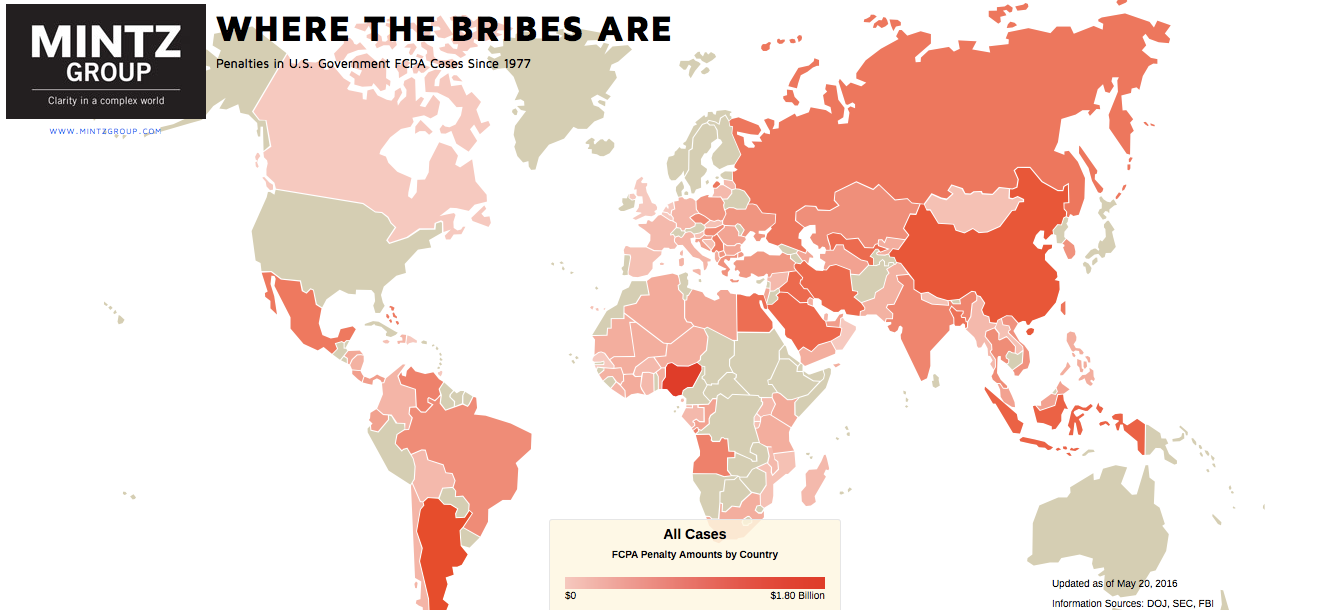 MINTZ
GROUP
Clarity in a complex world
WWW.MINTZGROUP.COM
WHERE THE BRIBES ARE
Penalties in U.S. Government FCPA Cases Since 1977
All Cases
FCPA Penalty Amounts by Country
$0
$1.80 Billion
Updated as of May 20, 2016
Information Sources: DOJ, SEC, FBI